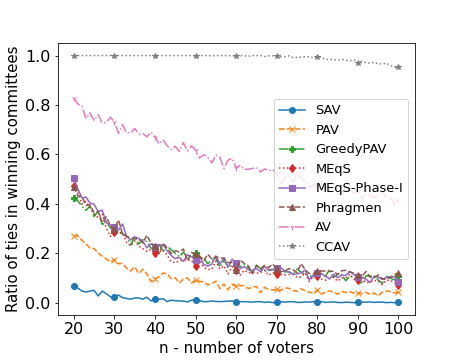 Ratio of ties in winning committees
1.0
0.8
0.6
0.4
0.2
0.0
SAV
PAV
GreedyPAV
MEqS
MEqS-Phase-I
Phragmen
AV
CCAV
20 30 40 50 60 70 80 90 100
n - number of voters